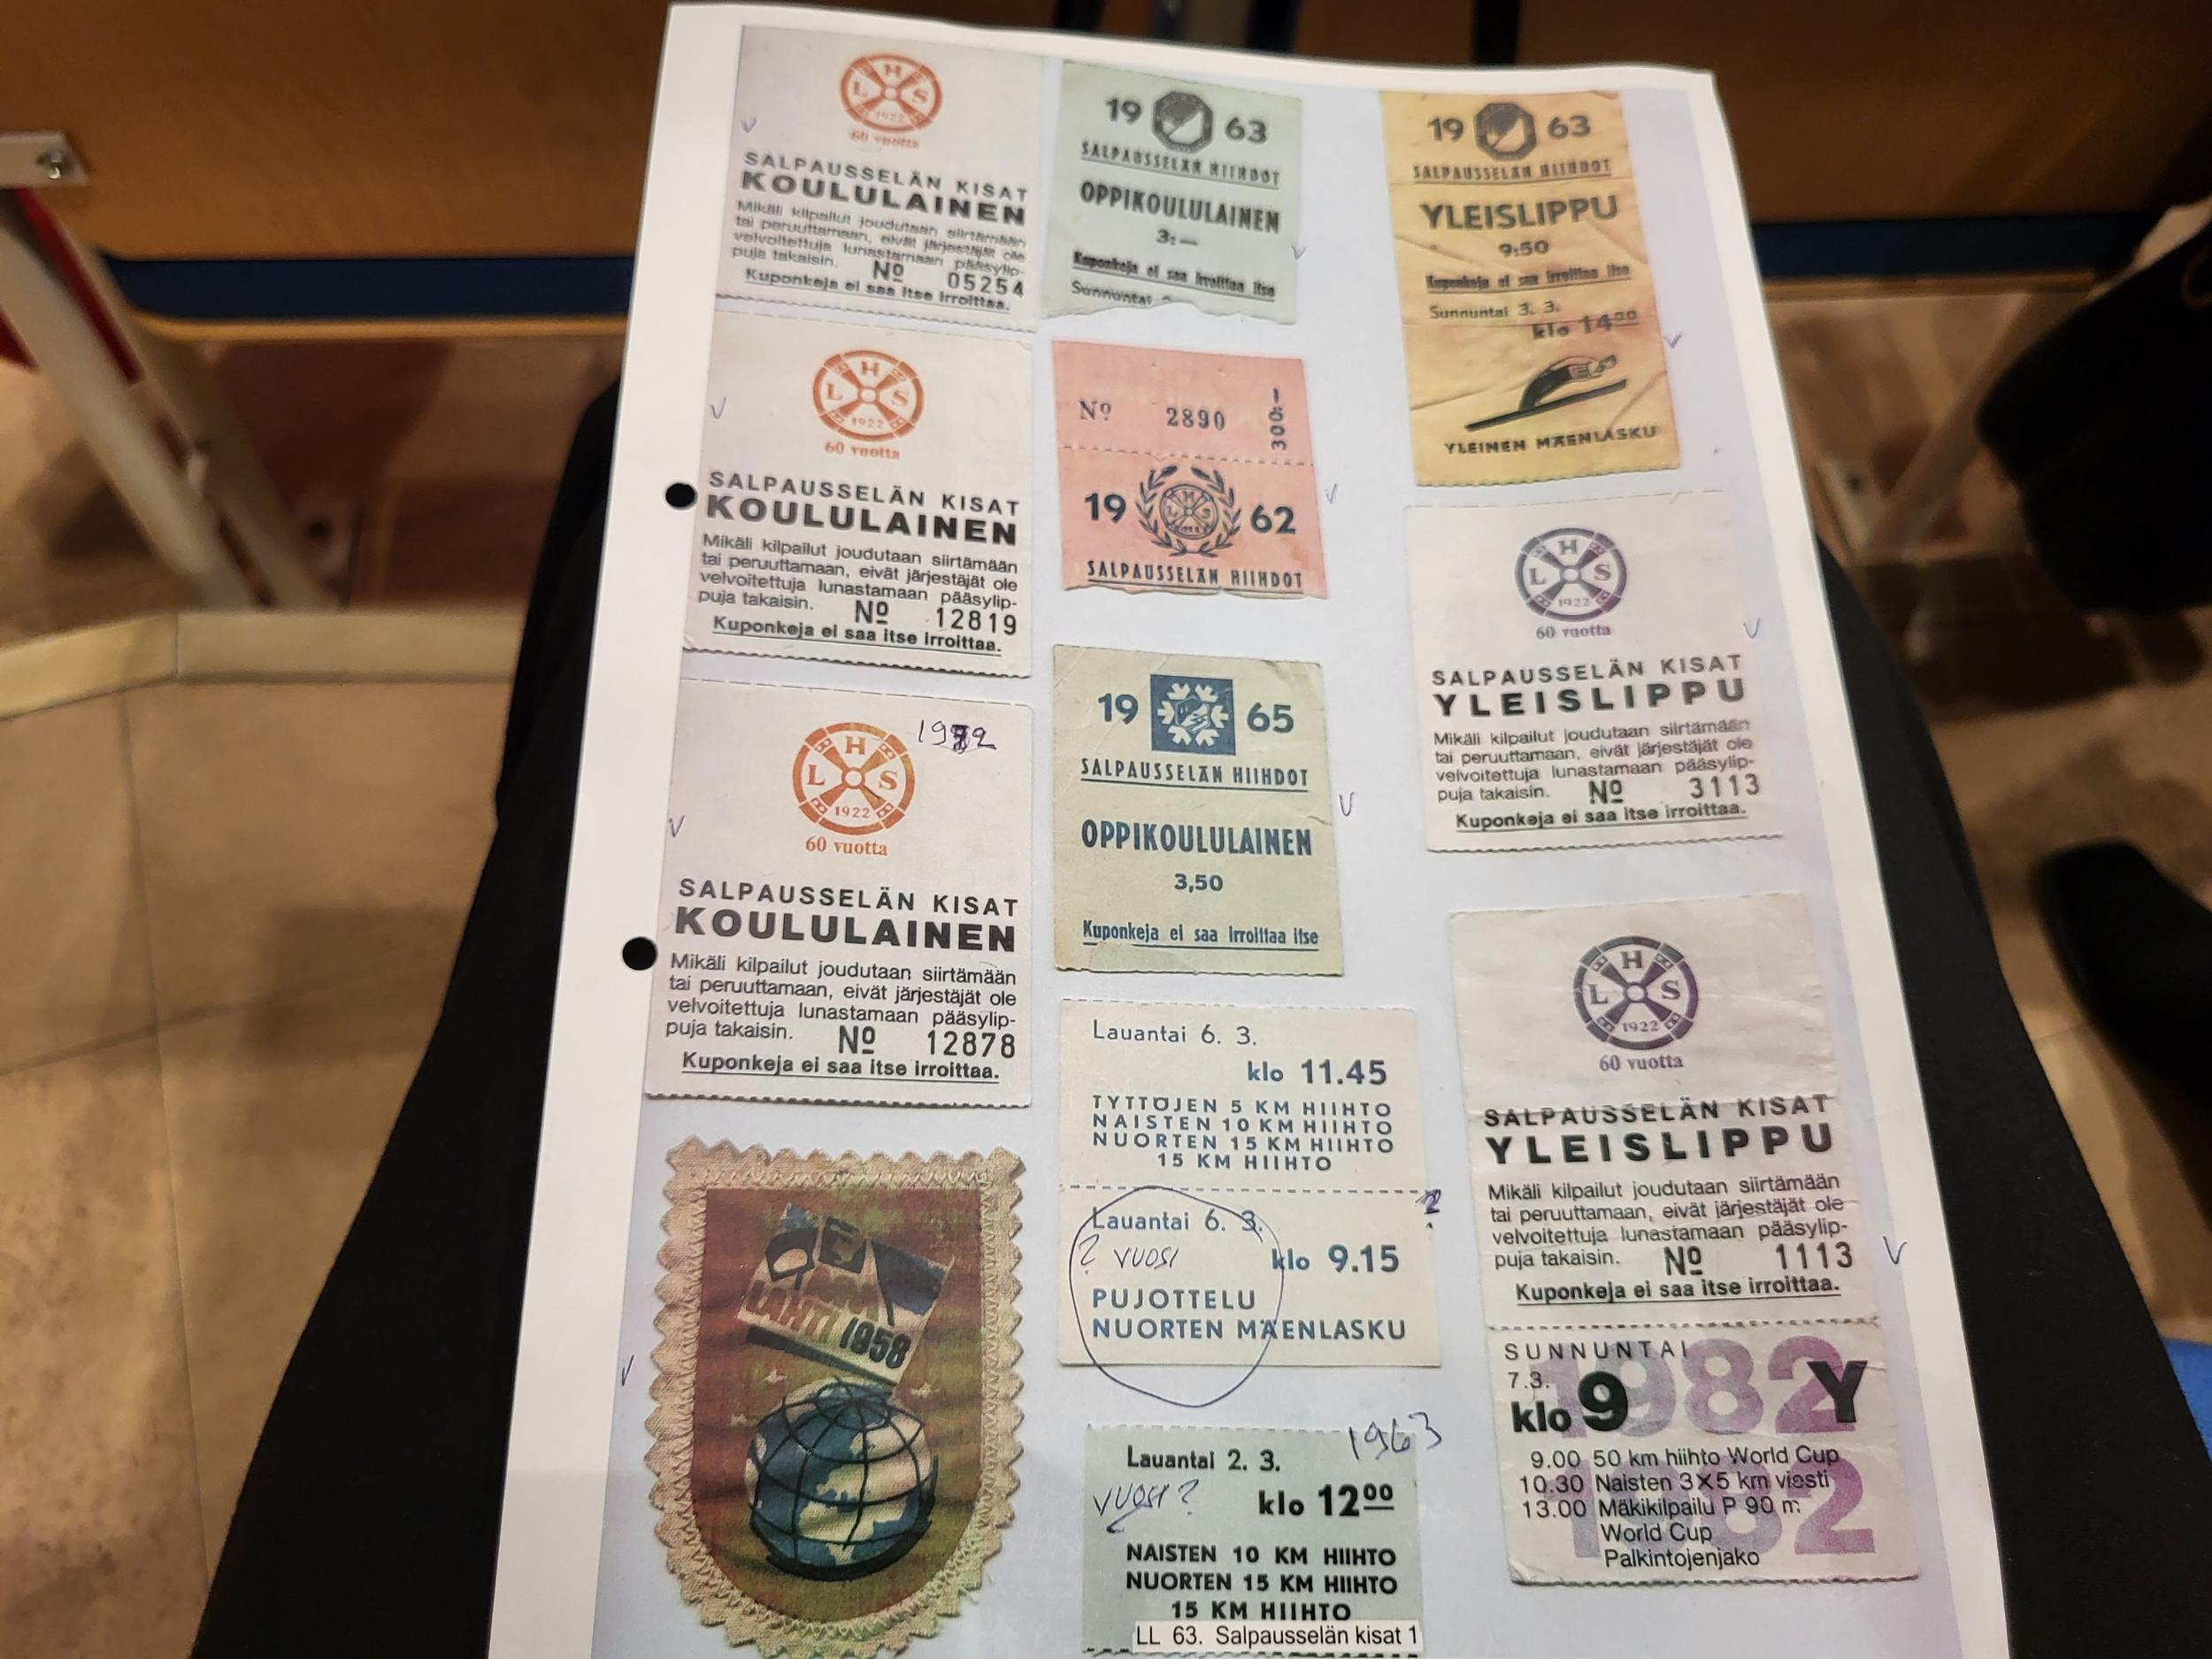 L H S
1922
60 vuotta
SALPAUSSELÄN KISAT
KOULULAINEN
Mikäli kilpailut joudutaan siirtämään
tai peruuttamaan, eivät järjestäjät ole
velvoitettuja lunastamaan pääsylip-
puja takaisin. Nº 05254
Kuponkeja ei saa itse irroittaa.
L H S
1922
60 vuotta
SALPAUSSELÄN KISAT
KOULULAINEN
Mikäli kilpailut joudutaan siirtämään
tai peruuttamaan, eivät järjestäjät ole
velvoitettuja lunastamaan pääsylip-
puja takaisin. Nº 12819
Kuponkeja ei saa itse irroittaa.
L H S
1922
60 vuotta
SALPAUSSELÄN KISAT
KOULULAINEN
Mikäli kilpailut joudutaan siirtämään
tai peruuttamaan, eivät järjestäjät ole
velvoitettuja lunastamaan pääsylip-
puja takaisin. Nº 12878
Kuponkeja ei saa itse irroittaa.
LAHTI 1958
19 63
SALPAUSSELÄN HIIHDOT
OPPIKOULULAINEN
3:—
Kuponkeja ei saa irroittaa itse
Sunnuntai
Nº 2890 300:—
19 L H S 62
SALPAUSSELÄN HIIHDOT
19 65
SALPAUSSELÄN HIIHDOT
OPPIKOULULAINEN
3,50
Kuponkeja ei saa irroittaa itse
Lauantai 6. 3.
klo 11.45
TYTTÖJEN 5 KM HIIHTO
NAISTEN 10 KM HIIHTO
NUORTEN 15 KM HIIHTO
15 KM HIIHTO
Lauantai 6. 3.
? VUOSI klo 9.15
PUJOTTELU
NUORTEN MÄENLASKU
1963
Lauantai 2. 3.
VUOSI? klo 12⁰⁰
NAISTEN 10 KM HIIHTO
NUORTEN 15 KM HIIHTO
15 KM HIIHTO
LL 63. Salpausselän kisat 1
19 63
SALPAUSSELÄN HIIHDOT
YLEISLIPPU
9:50
Kuponkeja ei saa irroittaa itse
Sunnuntai 3. 3.
klo 14⁰⁰
YLEINEN MÄENLASKU
L H S
1922
60 vuotta
SALPAUSSELÄN KISAT
YLEISLIPPU
Mikäli kilpailut joudutaan siirtämään
tai peruuttamaan, eivät järjestäjät ole
velvoitettuja lunastamaan pääsylip-
puja takaisin. Nº 3113
Kuponkeja ei saa itse irroittaa.
L H S
1922
60 vuotta
SALPAUSSELÄN KISAT
YLEISLIPPU
Mikäli kilpailut joudutaan siirtämään
tai peruuttamaan, eivät järjestäjät ole
velvoitettuja lunastamaan pääsylip-
puja takaisin. Nº 1113
Kuponkeja ei saa itse irroittaa.
SUNNUNTAI 1982
7.3. Y
klo 9
9.00 50 km hiihto World Cup
10.30 Naisten 3X5 km viesti
13.00 Mäkikilpailu P 90 m
World Cup
Palkintojenjako
1982